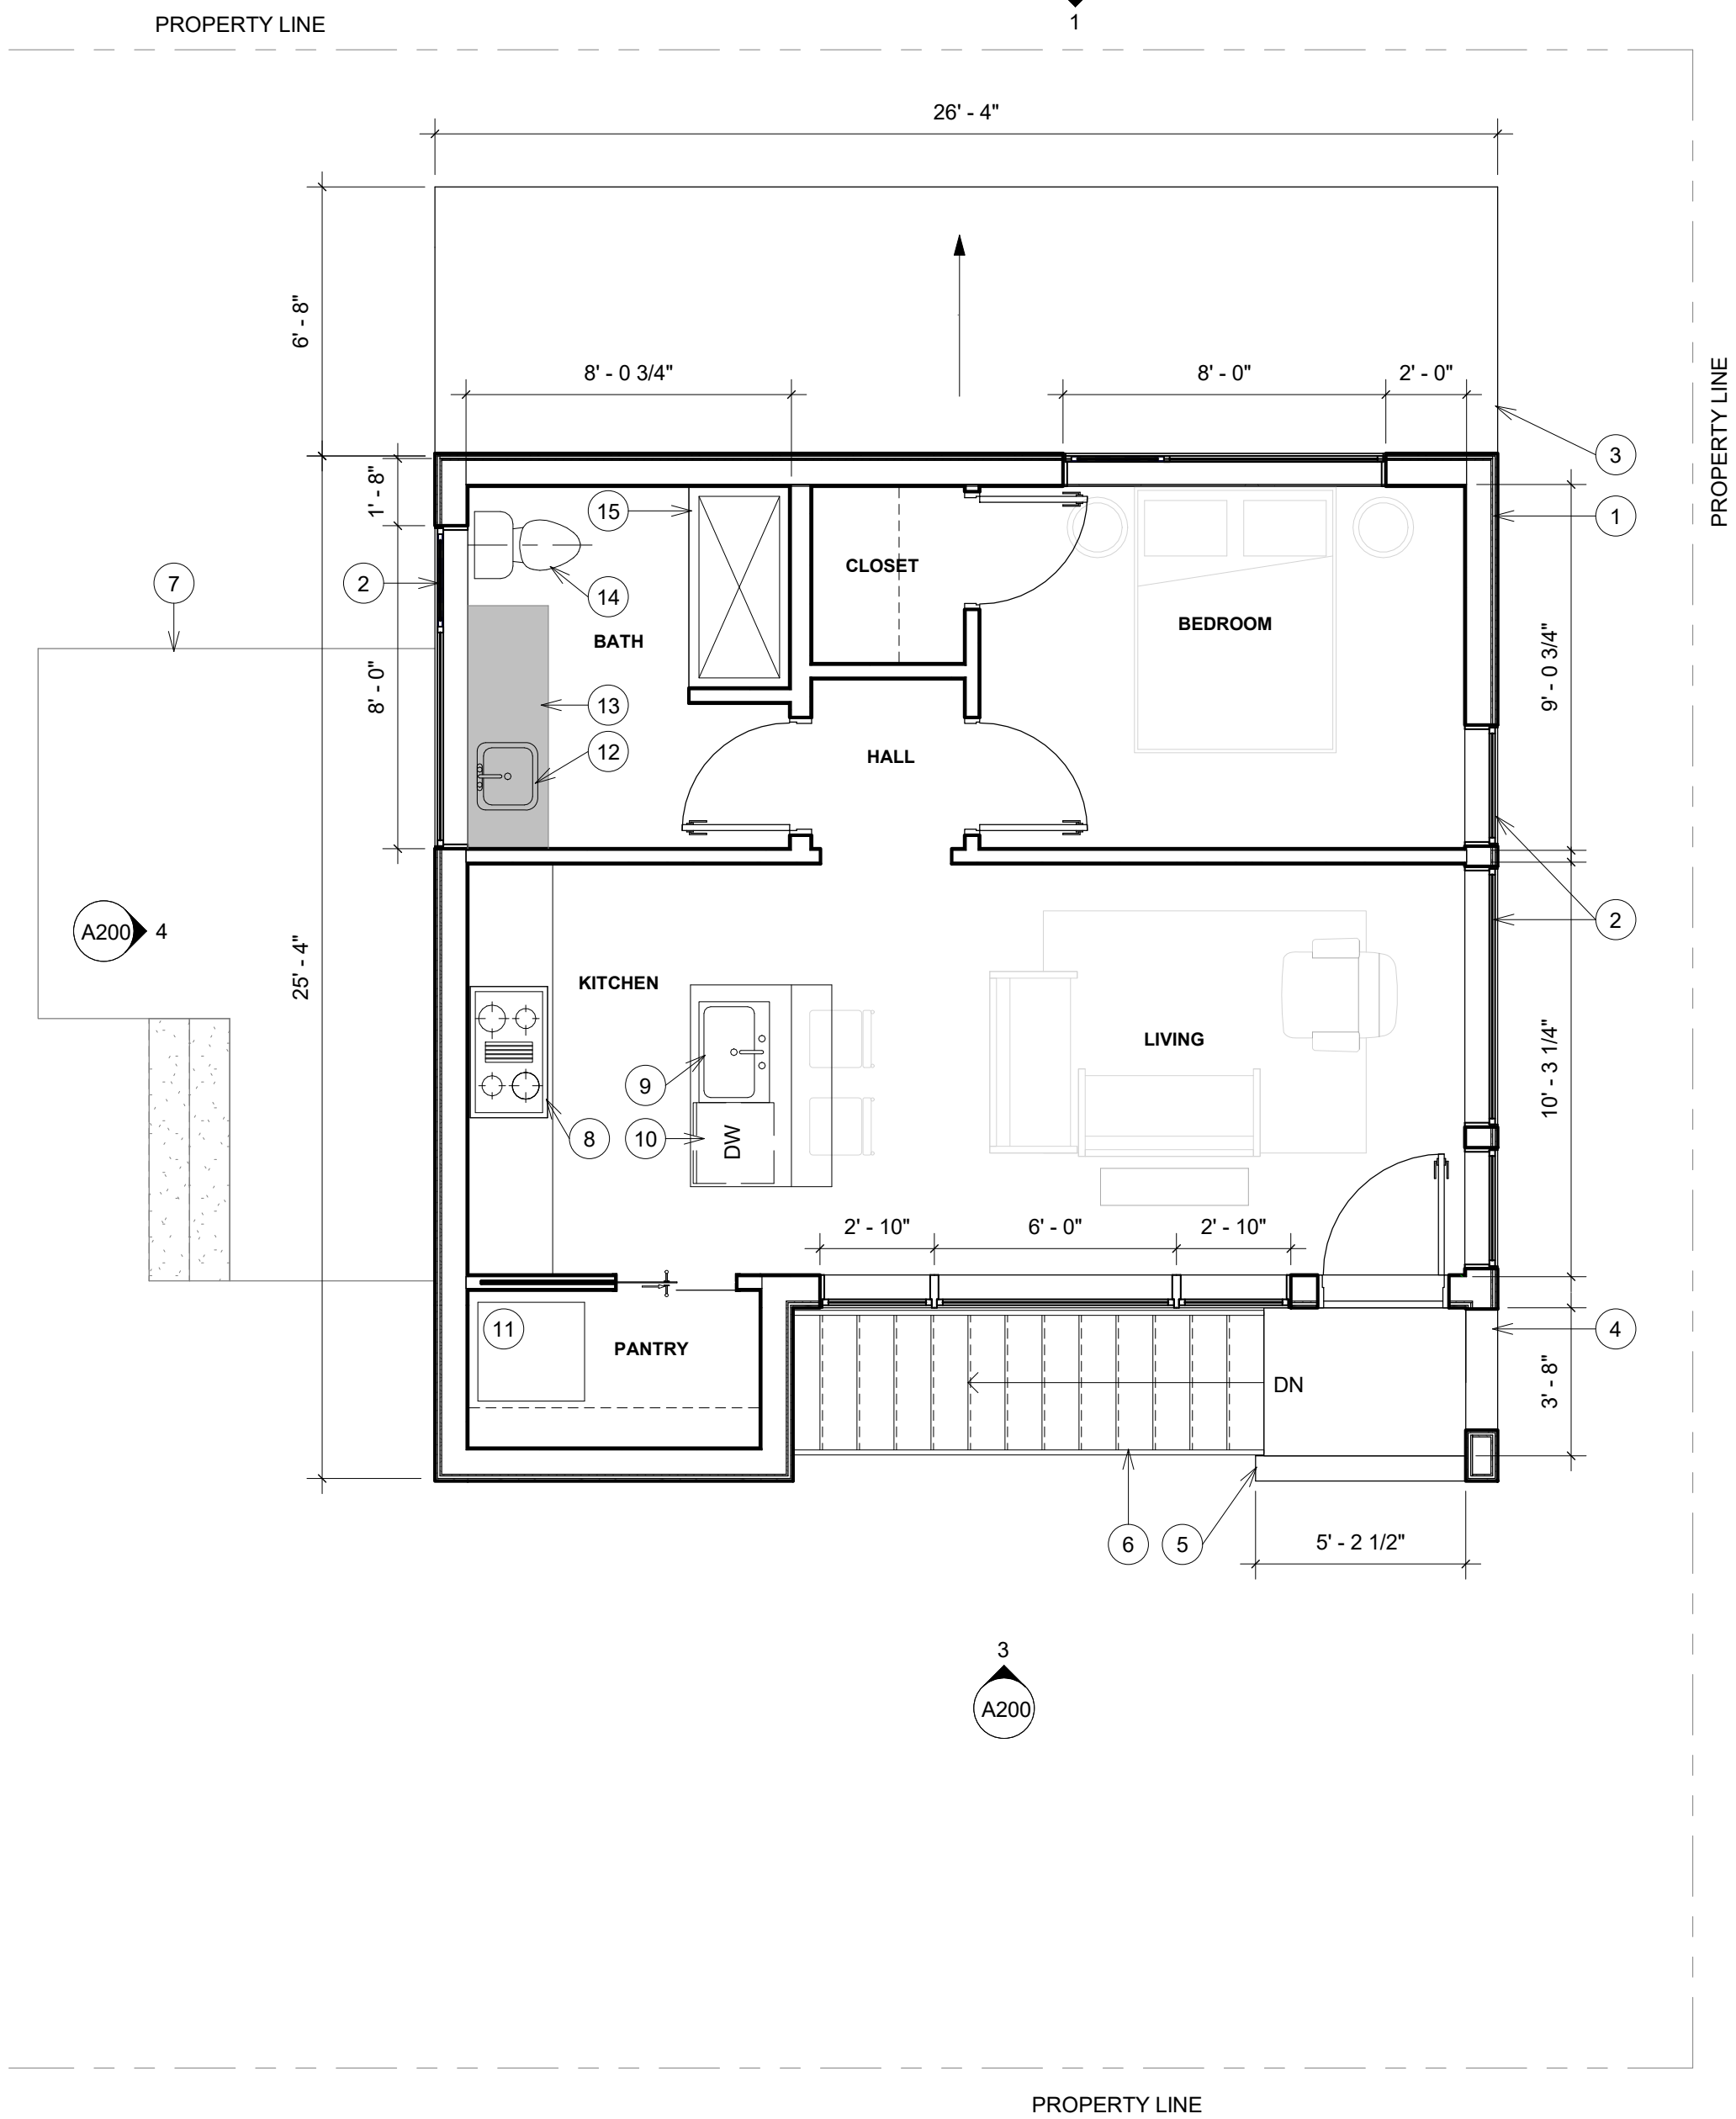 PROPERTY LINE
1
26' - 4"
6' - 8"
8' - 0 3/4"
8' - 0"
2' - 0"
PROPERTY LINE
3
1' - 8"
15
1
CLOSET
7
2
14
BEDROOM
BATH
8' - 0"
13
9' - 0 3/4"
12
HALL
A200
4
2
25' - 4"
KITCHEN
LIVING
9
10' - 3 1/4"
8
10
DW
2' - 10"
6' - 0"
2' - 10"
11
PANTRY
4
DN
3' - 8"
6
5
5' - 2 1/2"
3
A200
PROPERTY LINE